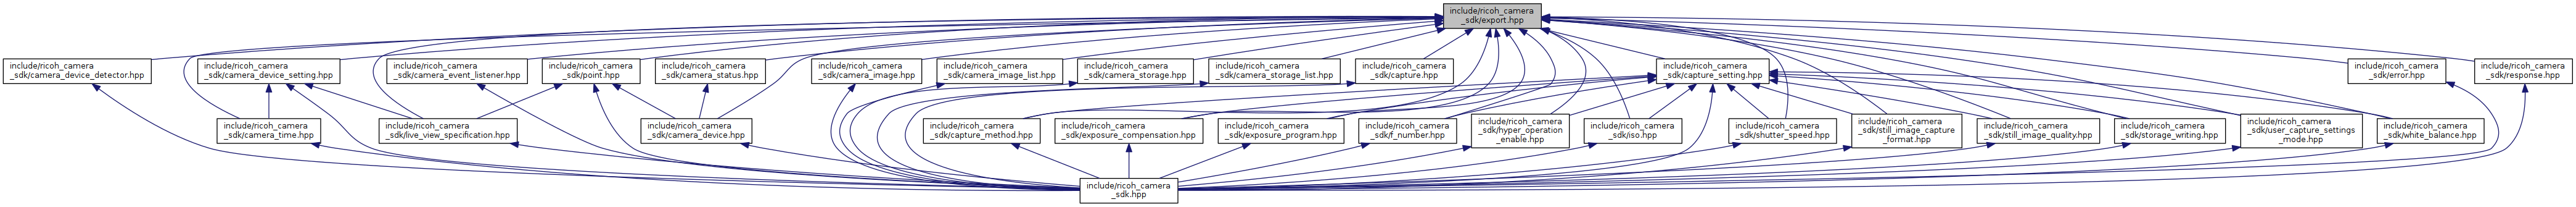 include/ricoh_camera
_sdk/export.hpp
include/ricoh_camera
_sdk/camera_device_detector.hpp
include/ricoh_camera
_sdk/camera_device_setting.hpp
include/ricoh_camera
_sdk/camera_event_listener.hpp
include/ricoh_camera
_sdk/point.hpp
include/ricoh_camera
_sdk/camera_status.hpp
include/ricoh_camera
_sdk/camera_image.hpp
include/ricoh_camera
_sdk/camera_image_list.hpp
include/ricoh_camera
_sdk/camera_storage.hpp
include/ricoh_camera
_sdk/camera_storage_list.hpp
include/ricoh_camera
_sdk/capture.hpp
include/ricoh_camera
_sdk/capture_setting.hpp
include/ricoh_camera
_sdk/error.hpp
include/ricoh_camera
_sdk/response.hpp
include/ricoh_camera
_sdk/camera_time.hpp
include/ricoh_camera
_sdk/live_view_specification.hpp
include/ricoh_camera
_sdk/camera_device.hpp
include/ricoh_camera
_sdk/capture_method.hpp
include/ricoh_camera
_sdk/exposure_compensation.hpp
include/ricoh_camera
_sdk/exposure_program.hpp
include/ricoh_camera
_sdk/f_number.hpp
include/ricoh_camera
_sdk/hyper_operation
_enable.hpp
include/ricoh_camera
_sdk/iso.hpp
include/ricoh_camera
_sdk/shutter_speed.hpp
include/ricoh_camera
_sdk/still_image_capture
_format.hpp
include/ricoh_camera
_sdk/still_image_quality.hpp
include/ricoh_camera
_sdk/storage_writing.hpp
include/ricoh_camera
_sdk/user_capture_settings
_mode.hpp
include/ricoh_camera
_sdk/white_balance.hpp
include/ricoh_camera
_sdk.hpp